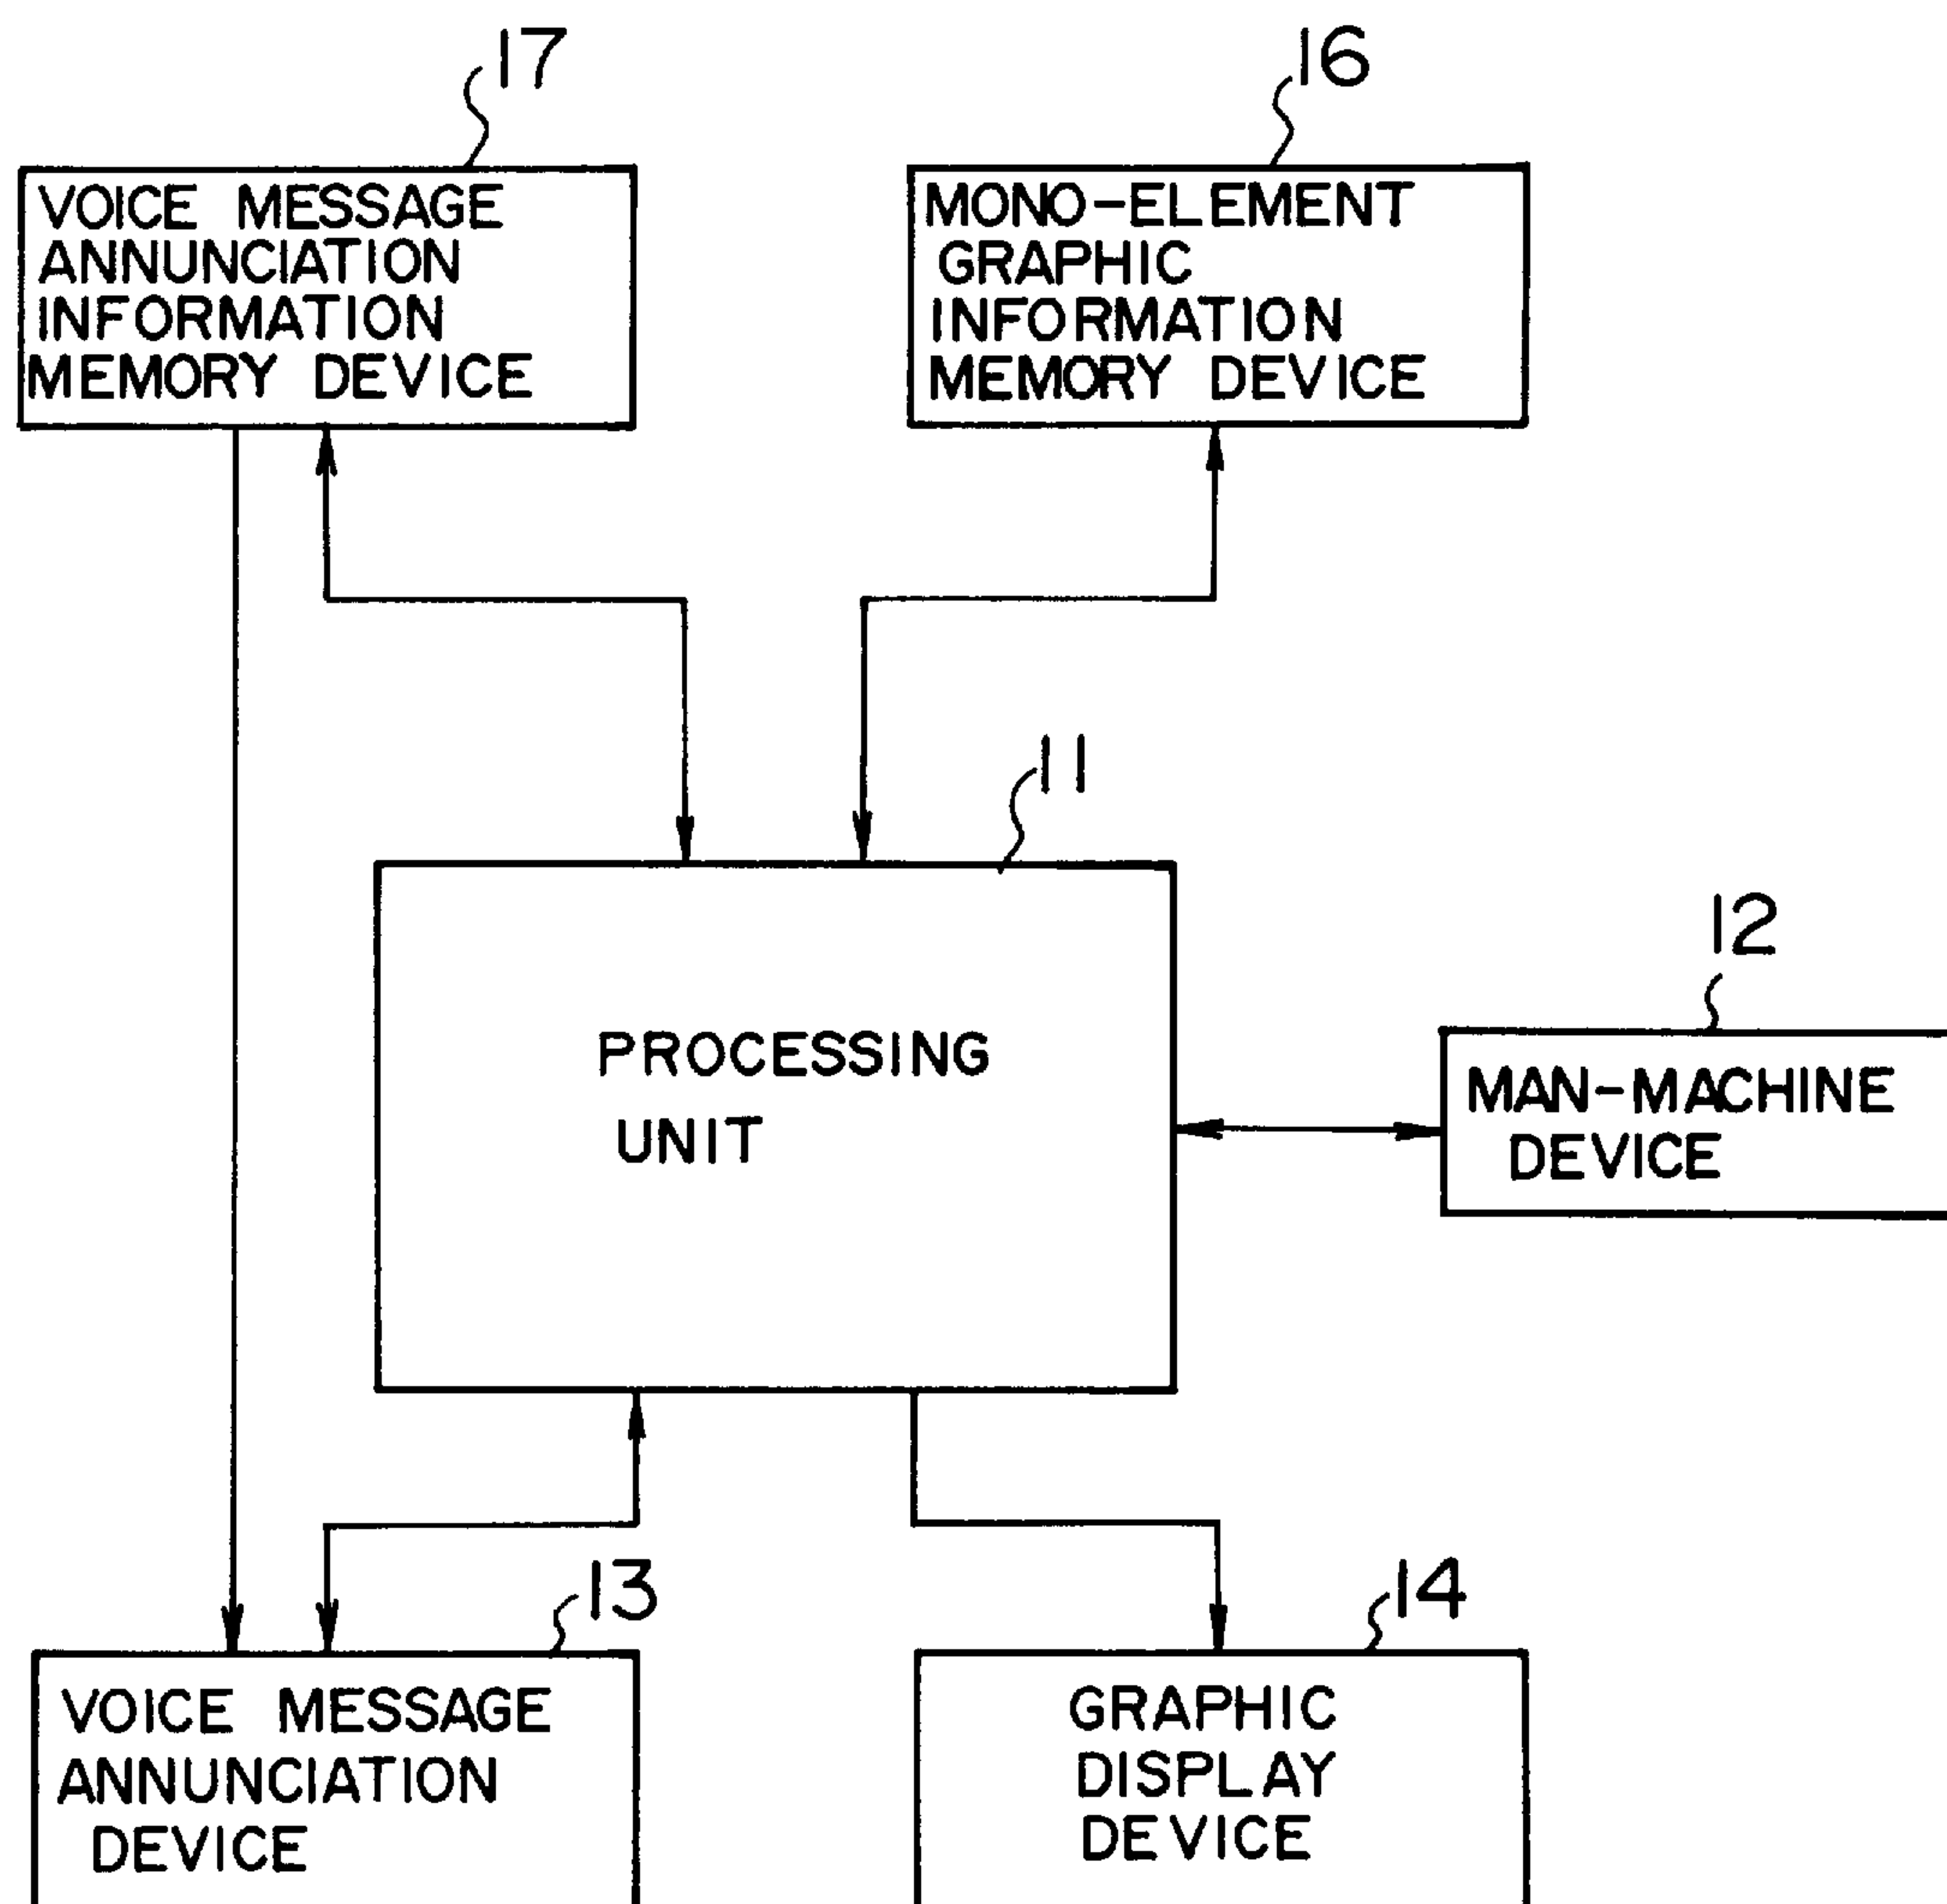 17
16
VOICE MESSAGE
ANNUNCIATION
INFORMATION
MEMORY DEVICE
MONO-ELEMENT
GRAPHIC
INFORMATION
MEMORY DEVICE
11
PROCESSING
UNIT
12
MAN-MACHINE
DEVICE
13
14
VOICE MESSAGE
ANNUNCIATION
DEVICE
GRAPHIC
DISPLAY
DEVICE